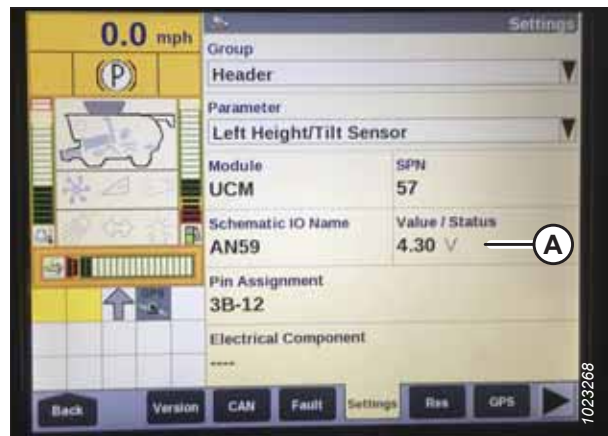 0.0 mph
Settings
(P)
Group
Header
Parameter
Left Height/Tilt Sensor
Module
SPN
UCM
57
Schematic IO Name
Value / Status
AN59
4.30 V
A
Pin Assignment
3B-12
Electrical Component
----
Back
Version
CAN
Fault
Settings
Res
GPS
1023268